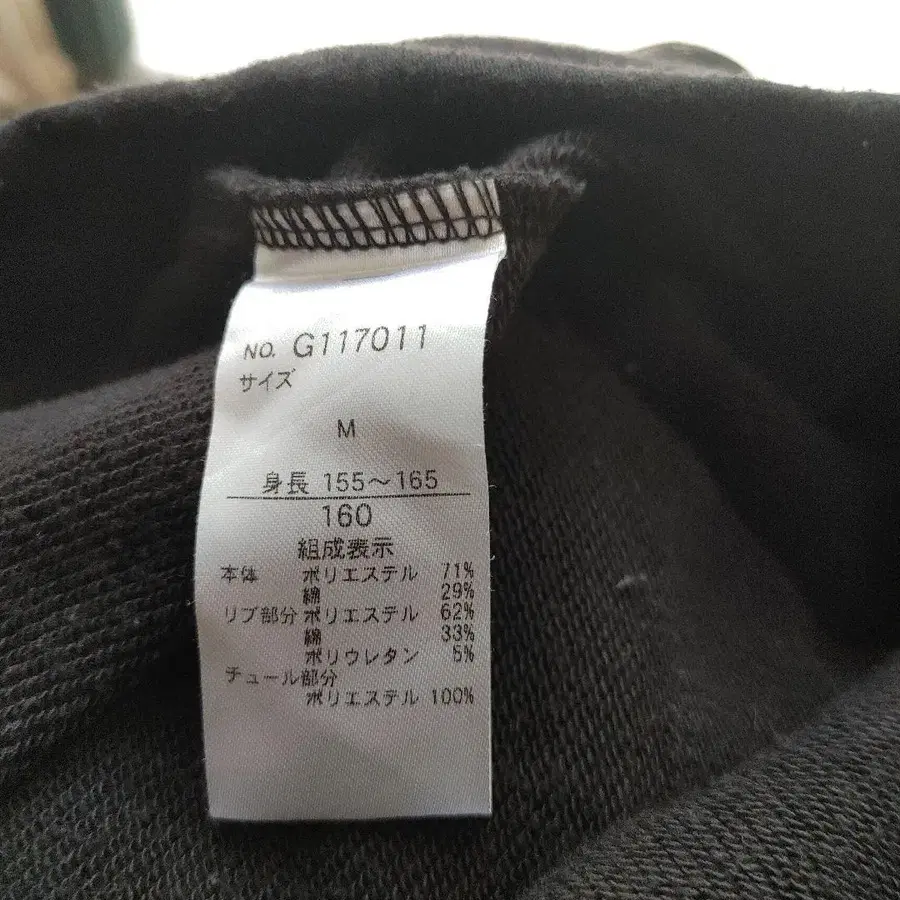 NO. G117011
サイズ
M
身長 155～165
160
組成表示
本体 ポリエステル 71%
綿 29%
リブ部分 ポリエステル 62%
綿 33%
ポリウレタン 5%
チュール部分
ポリエステル 100%